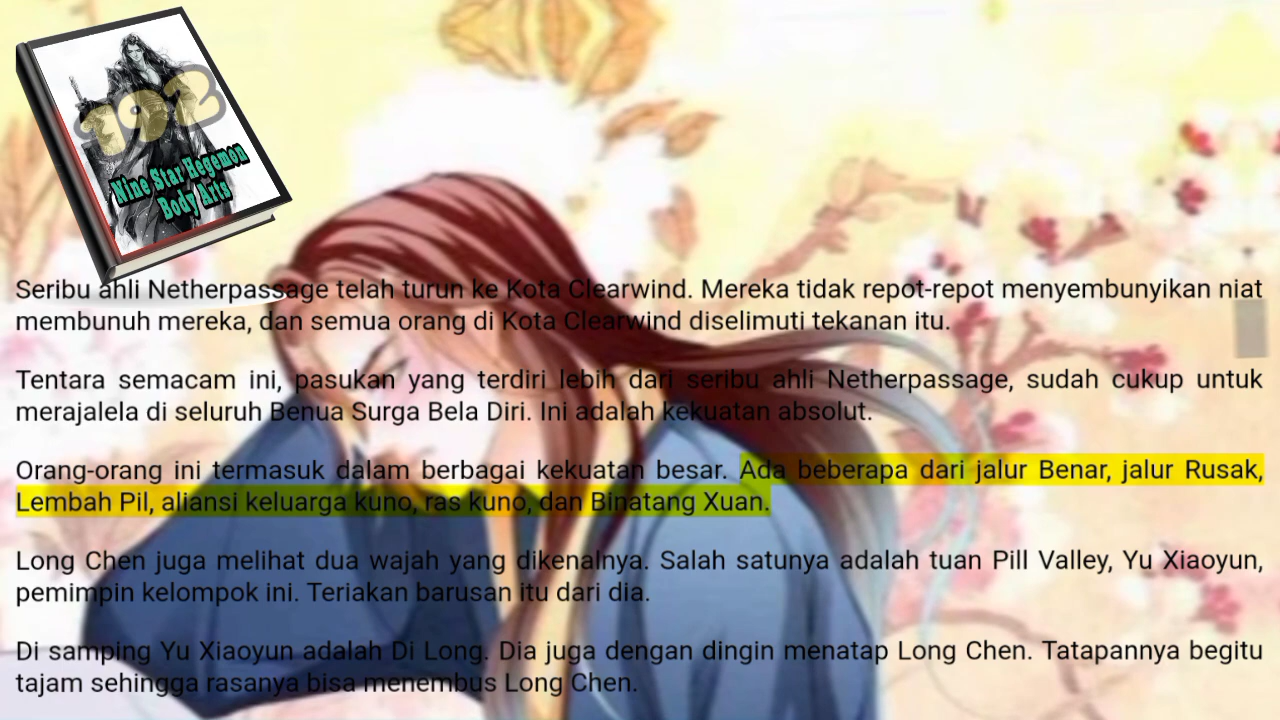 192
Nine Star Hegemon
Body Arts
Seribu ahli Netherpassage telah turun ke Kota Clearwind. Mereka tidak repot-repot menyembunyikan niat
membunuh mereka, dan semua orang di Kota Clearwind diselimuti tekanan itu.
Tentara semacam ini, pasukan yang terdiri lebih dari seribu ahli Netherpassage, sudah cukup untuk
merajalela di seluruh Benua Surga Bela Diri. Ini adalah kekuatan absolut.
Orang-orang ini termasuk dalam berbagai kekuatan besar. Ada beberapa dari jalur Benar, jalur Rusak,
Lembah Pil, aliansi keluarga kuno, ras kuno, dan Binatang Xuan.
Long Chen juga melihat dua wajah yang dikenalnya. Salah satunya adalah tuan Pill Valley, Yu Xiaoyun,
pemimpin kelompok ini. Teriakan barusan itu dari dia.
Di samping Yu Xiaoyun adalah Di Long. Dia juga dengan dingin menatap Long Chen. Tatapannya begitu
tajam sehingga rasanya bisa menembus Long Chen.